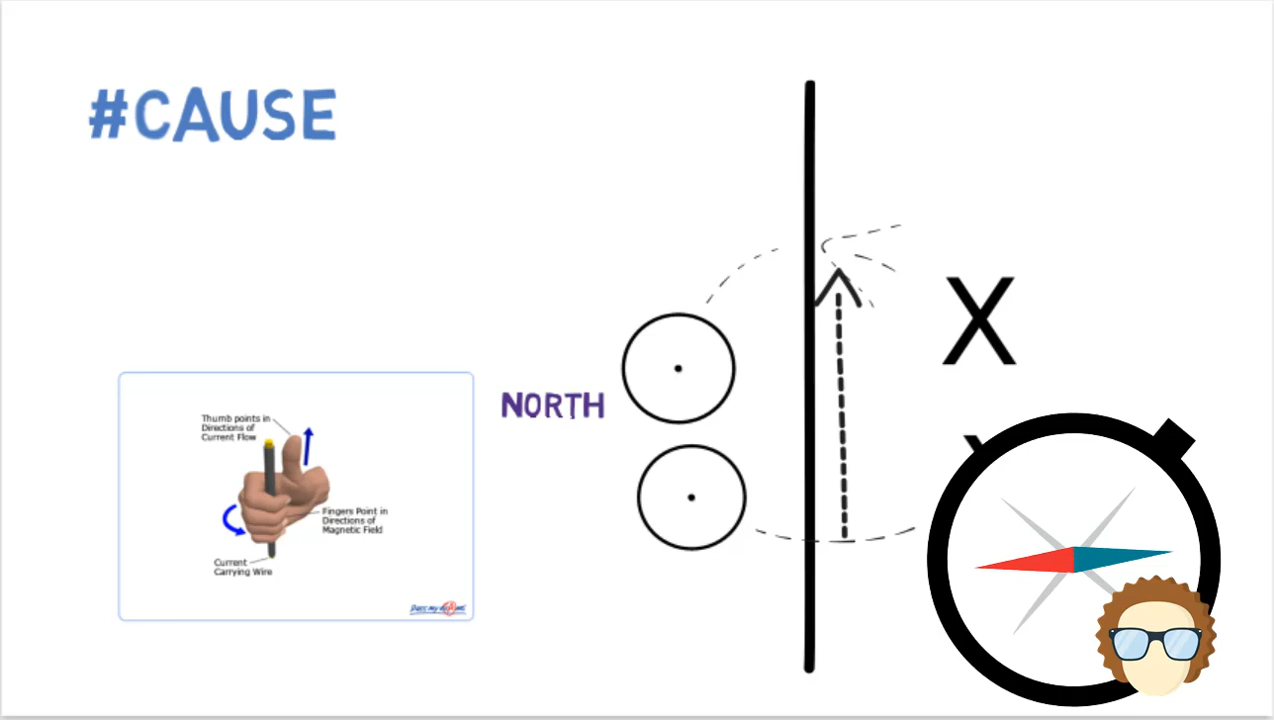 #CAUSE
X
NORTH
Thumb points in
Directions of
Current Flow
Fingers Point in
Directions of
Magnetic Field
Current
Carrying Wire